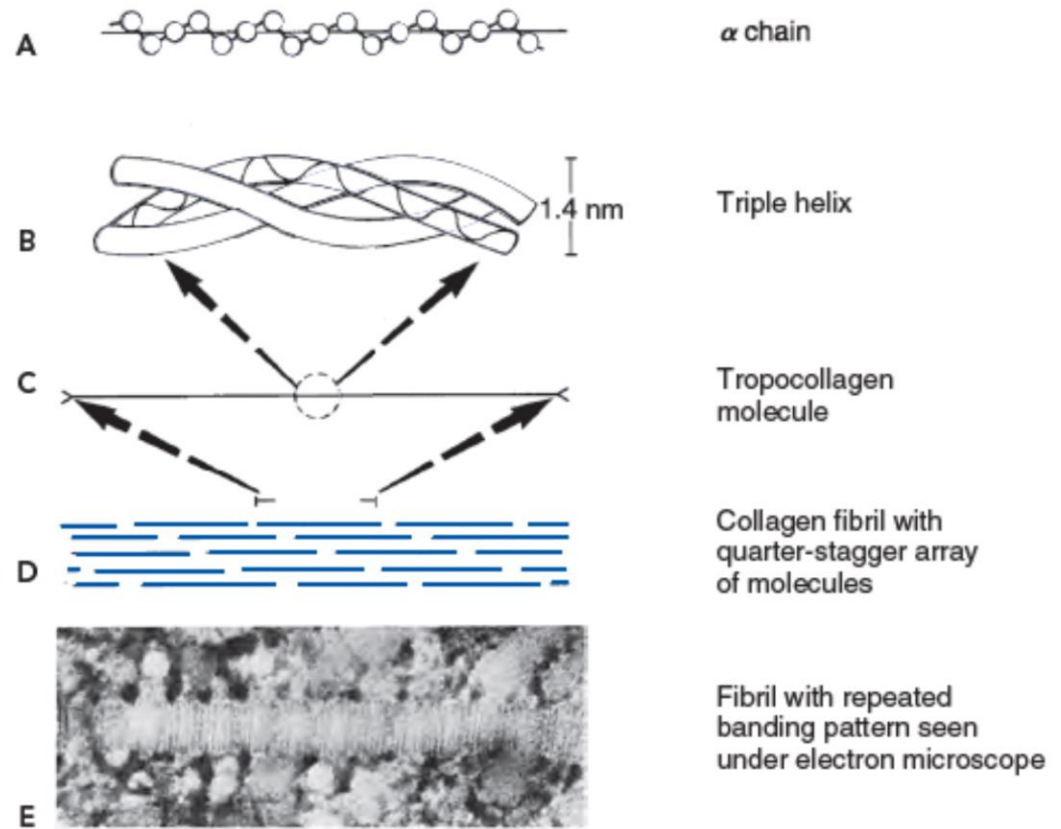 A
α chain
1.4 nm
Triple helix
B
C
Tropocollagen
molecule
Collagen fibril with
quarter-stagger array
of molecules
D
Fibril with repeated
banding pattern seen
under electron microscope
E